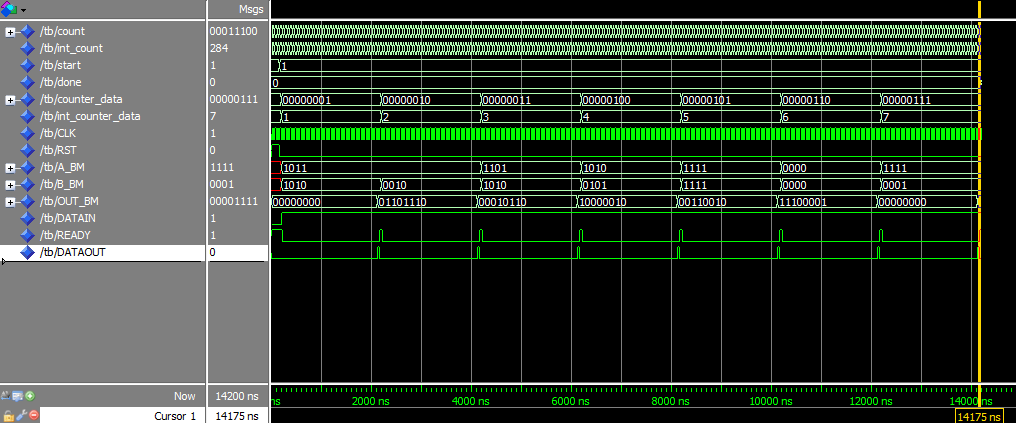 Msgs
/tb/count 00011100
/tb/int_count 284
/tb/start 1 1
/tb/done 0 0
/tb/counter_data 00000111 00000001 00000010 00000011 00000100 00000101 00000110 00000111
/tb/int_counter_data 7 1 2 3 4 5 6 7
/tb/CLK 1
/tb/RST 0
/tb/A_BM 1111 1011 1101 1010 1111 0000 1111
/tb/B_BM 0001 1010 0010 1010 0101 1111 0000 0001
/tb/OUT_BM 00001111 00000000 01101110 00010110 10000010 00110010 11100001 00000000
/tb/DATAIN 1
/tb/READY 1
/tb/DATAOUT 0
Now 14200 ns ns 2000 ns 4000 ns 6000 ns 8000 ns 10000 ns 12000 ns 14000 ns
Cursor 1 14175 ns 14175 ns